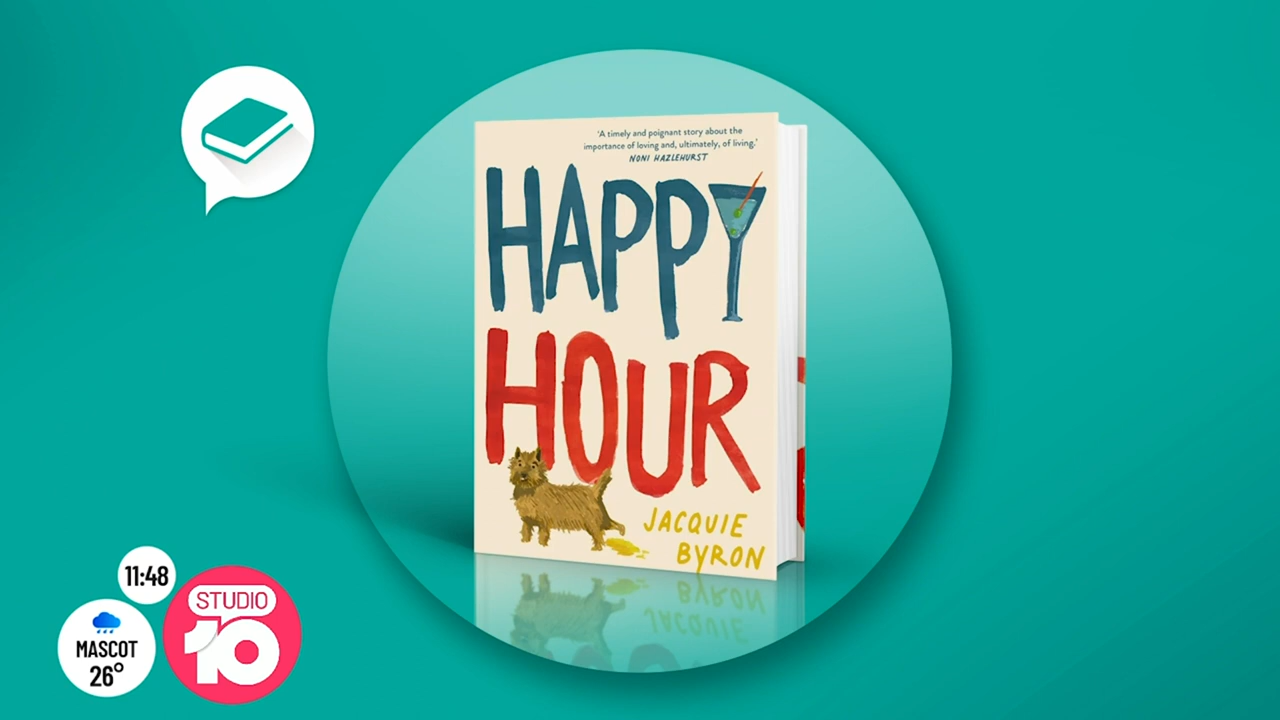 'A timely and poignant story about the
importance of loving and, ultimately, of living.'
NONI HAZLEHURST
HAPPY
HOUR
JACQUIE
BYRON
11:48
STUDIO
10
MASCOT
26°